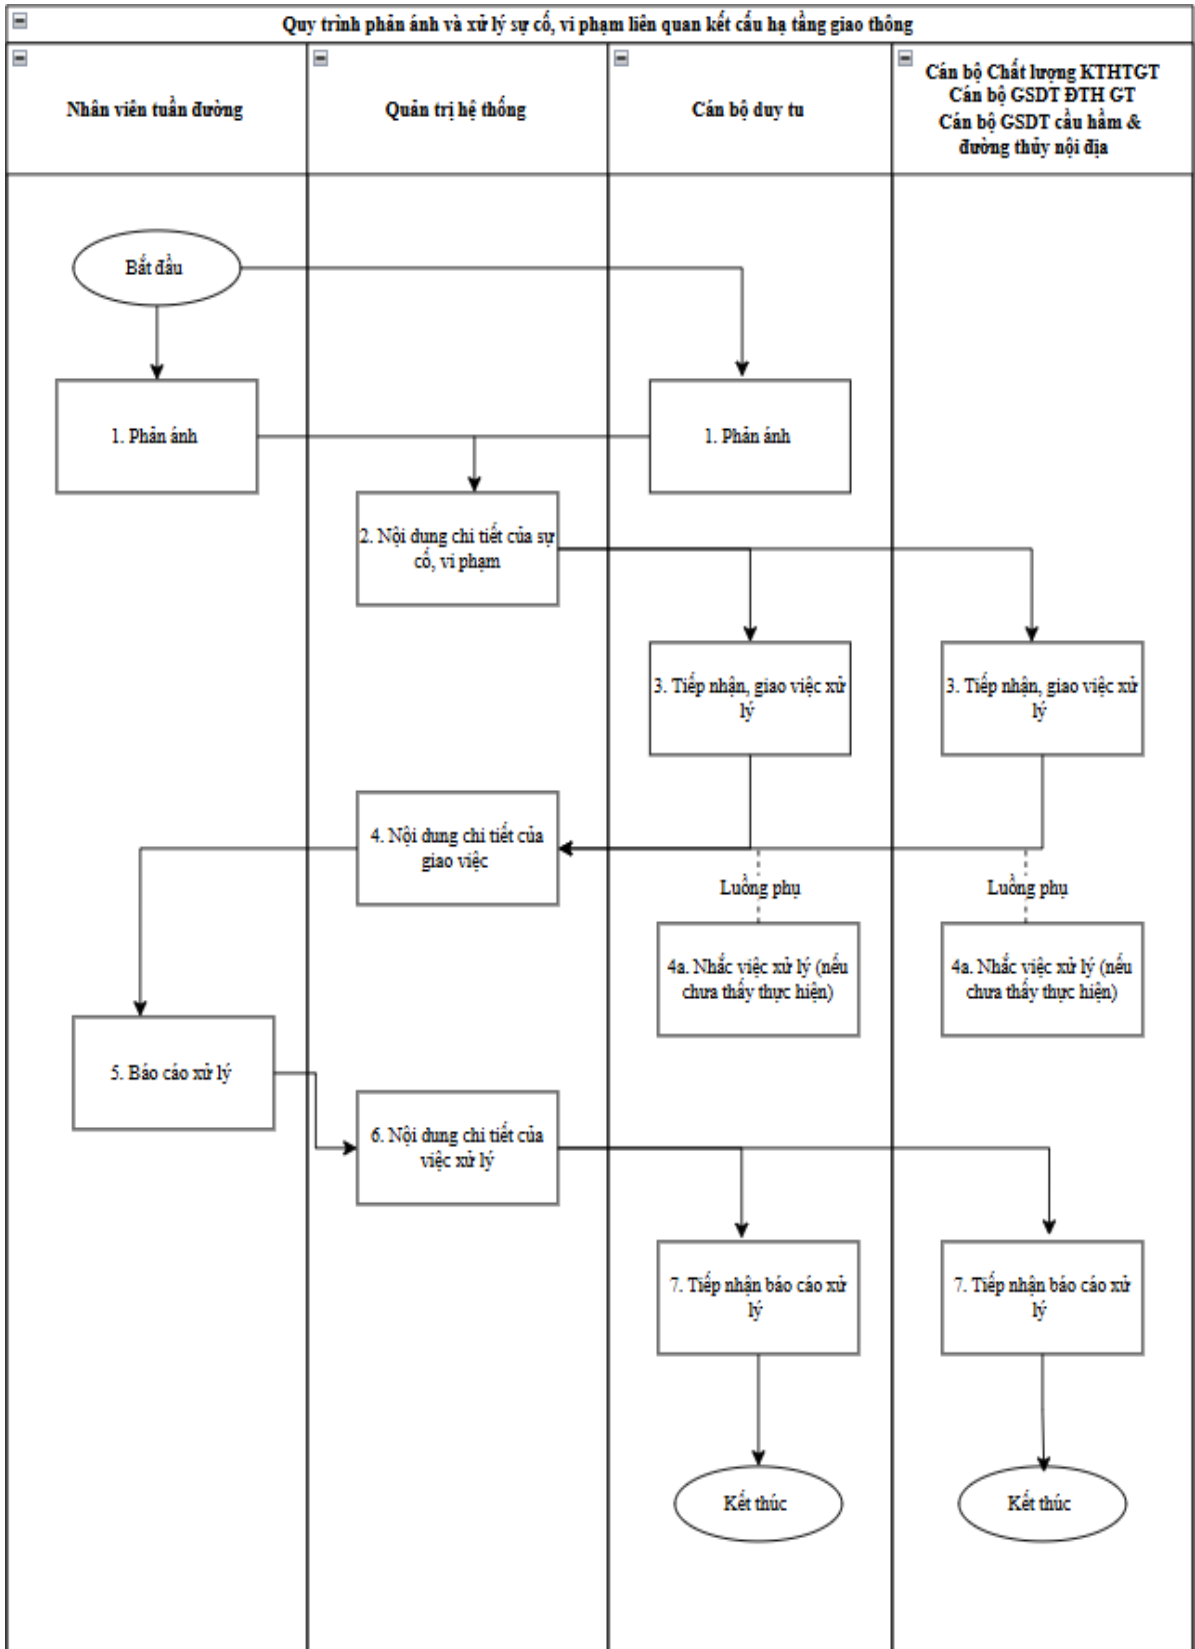 Quy trình phản ánh và xử lý sự cố, vi phạm liên quan kết cấu hạ tầng giao thông
Nhân viên tuần đường
Quản trị hệ thống
Cán bộ duy tu
Cán bộ Chất lượng KTHTGT
Cán bộ GSDT ĐTH GT
Cán bộ GSDT cầu hầm &
đường thủy nội địa
Bắt đầu
1. Phản ánh
1. Phản ánh
2. Nội dung chi tiết của sự
cố, vi phạm
3. Tiếp nhận, giao việc xử
lý
3. Tiếp nhận, giao việc xử
lý
4. Nội dung chi tiết của
giao việc
Luồng phụ
Luồng phụ
4a. Nhắc việc xử lý (nếu
chưa thấy thực hiện)
4a. Nhắc việc xử lý (nếu
chưa thấy thực hiện)
5. Báo cáo xử lý
6. Nội dung chi tiết của
việc xử lý
7. Tiếp nhận báo cáo xử
lý
7. Tiếp nhận báo cáo xử
lý
Kết thúc
Kết thúc